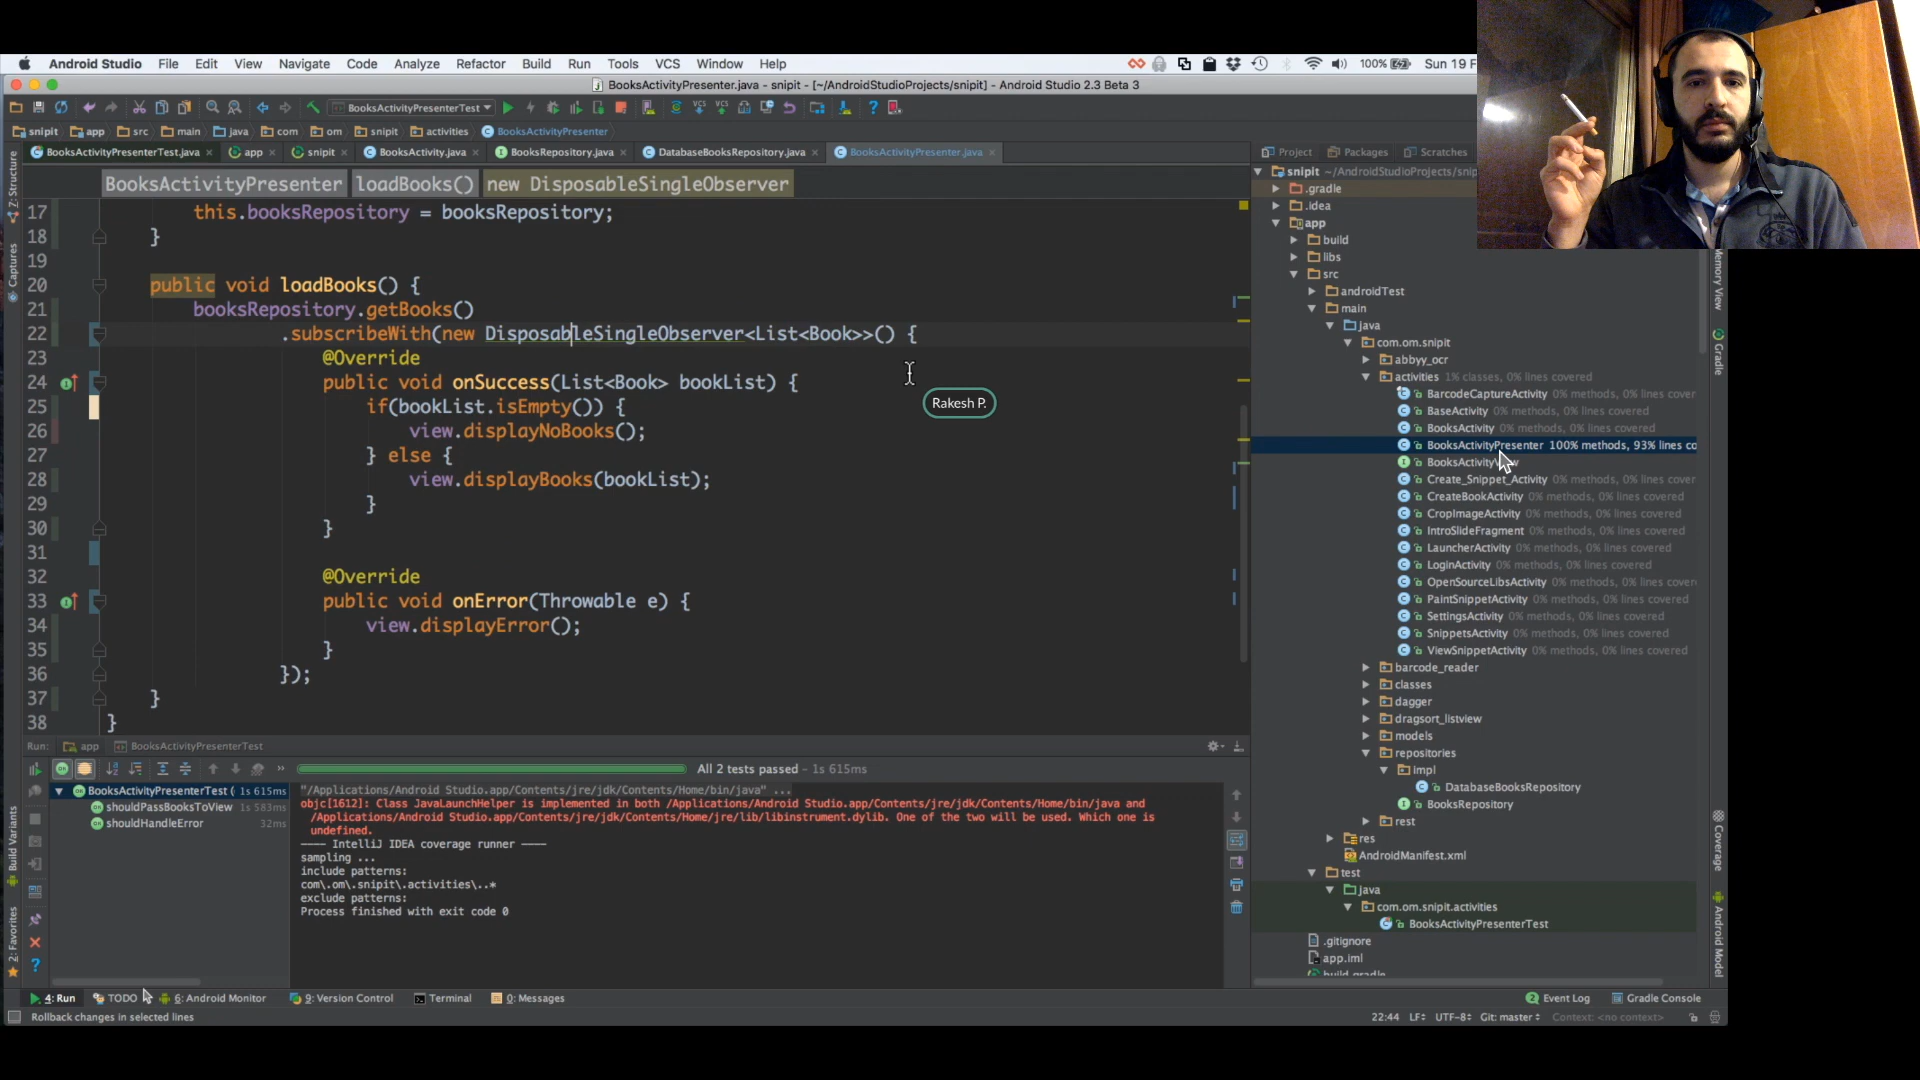 Android Studio File Edit View Navigate Code Analyze Refactor Build Run Tools VCS Window Help 100% Sun 19 F
BooksActivityPresenter.java - snipit - [~/AndroidStudioProjects/snipit] - Android Studio 2.3 Beta 3
BooksActivityPresenterTest
snipit app src main java com om snipit activities BooksActivityPresenter
BooksActivityPresenterTest.java app snipit BooksActivity.java BooksRepository.java DatabaseBooksRepository.java BooksActivityPresenter.java
Project Packages Scratches
BooksActivityPresenter loadBooks() new DisposableSingleObserver
17 this.booksRepository = booksRepository;
18 }
19
20 public void loadBooks() {
21 booksRepository.getBooks()
22 .subscribeWith(new DisposableSingleObserver<List<Book>>() {
23 @Override
24 public void onSuccess(List<Book> bookList) {
25 if(bookList.isEmpty()) {
26 view.displayNoBooks();
27 } else {
28 view.displayBooks(bookList);
29 }
30 }
31
32 @Override
33 public void onError(Throwable e) {
34 view.displayError();
35 }
36 });
37 }
38 }
Rakesh P.
snipit ~/AndroidStudioProjects/snip
.gradle
.idea
app
build
libs
src
androidTest
main
java
com.om.snipit
abbyy_ocr
activities 1% classes, 0% lines covered
BarcodeCaptureActivity 0% methods, 0% lines cover
BaseActivity 0% methods, 0% lines covered
BooksActivity 0% methods, 0% lines covered
BooksActivityPresenter 100% methods, 93% lines co
BooksActivityView
Create_Snippet_Activity 0% methods, 0% lines cover
CreateBookActivity 0% methods, 0% lines covered
CropImageActivity 0% methods, 0% lines covered
IntroSlideFragment 0% methods, 0% lines covered
LauncherActivity 0% methods, 0% lines covered
LoginActivity 0% methods, 0% lines covered
OpenSourceLibsActivity 0% methods, 0% lines cover
PaintSnippetActivity 0% methods, 0% lines covered
SettingsActivity 0% methods, 0% lines covered
SnippetsActivity 0% methods, 0% lines covered
ViewSnippetActivity 0% methods, 0% lines covered
barcode_reader
classes
dagger
dragsort_listview
models
repositories
impl
DatabaseBooksRepository
BooksRepository
rest
res
AndroidManifest.xml
test
java
com.om.snipit.activities
BooksActivityPresenterTest
.gitignore
app.iml
build.gradle
Z: Structure
Captures
Build Variants
2: Favorites
Memory View
Gradle
Coverage
Android Model
Run: app BooksActivityPresenterTest
All 2 tests passed - 1s 615ms
BooksActivityPresenterTest ( 1s 615ms
shouldPassBooksToView 1s 583ms
shouldHandleError 32ms
"/Applications/Android Studio.app/Contents/jre/jdk/Contents/Home/bin/java" ...
objc[1612]: Class JavaLaunchHelper is implemented in both /Applications/Android Studio.app/Contents/jre/jdk/Contents/Home/bin/java and
/Applications/Android Studio.app/Contents/jre/jdk/Contents/Home/jre/lib/libinstrument.dylib. One of the two will be used. Which one is
undefined.
---- IntelliJ IDEA coverage runner ----
sampling ...
include patterns:
com\.om\.snipit\.activities\..*
exclude patterns:
Process finished with exit code 0
4: Run TODO 6: Android Monitor 9: Version Control Terminal 0: Messages 2 Event Log Gradle Console
Rollback changes in selected lines 22:44 LF UTF-8 Git: master Context: <no context>